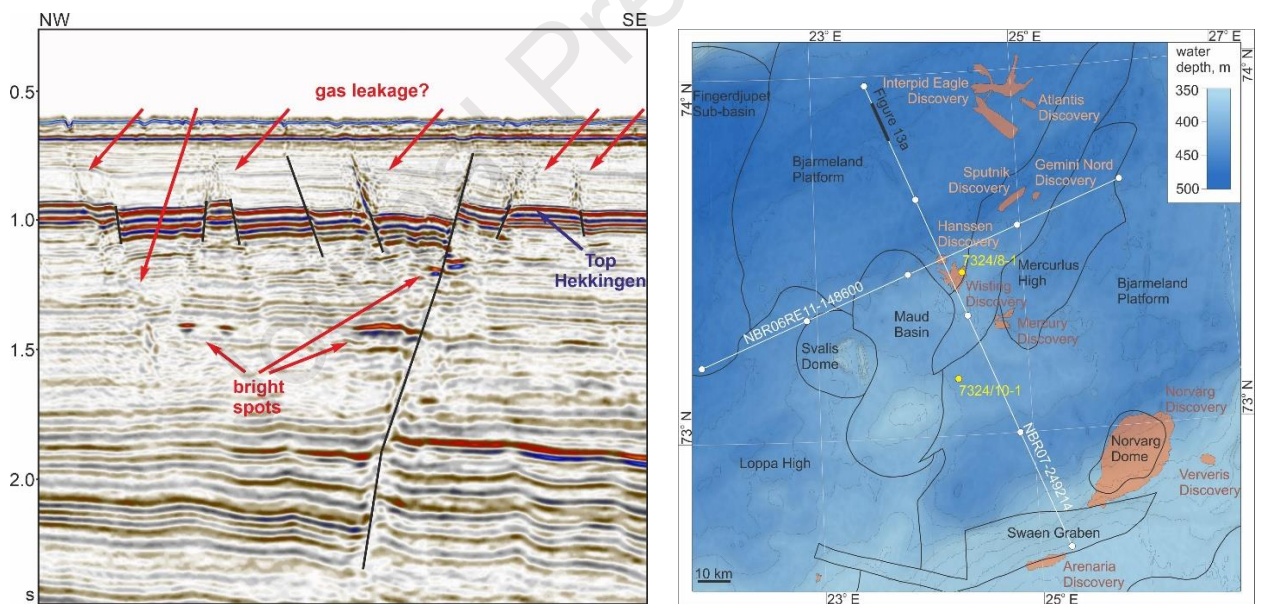 NW
SE
Pre
gas leakage?
0.5
1.0
1.5
2.0
s
Top
Hekkingen
bright
spots
23° E
25° E
27° E
74° N
74° N
73° N
73° N
23° E
25° E
water
depth, m
350
400
450
500
Fingerdjupet
Sub-basin
Figure 13a
Interpid Eagle
Discovery
Atlantis
Discovery
Bjarmeland
Platform
Sputnik
Discovery
Gemini Nord
Discovery
Hanssen
Discovery
7324/8-1
Mercurlus
High
Wisting
Discovery
Bjarmeland
Platform
NBR06RE11-148600
Maud
Basin
Mercury
Discovery
Svalis
Dome
7324/10-1
Norvarg
Discovery
Norvarg
Dome
NBR07-249214
Ververis
Discovery
Loppa High
Swaen Graben
Arenaria
Discovery
10 km